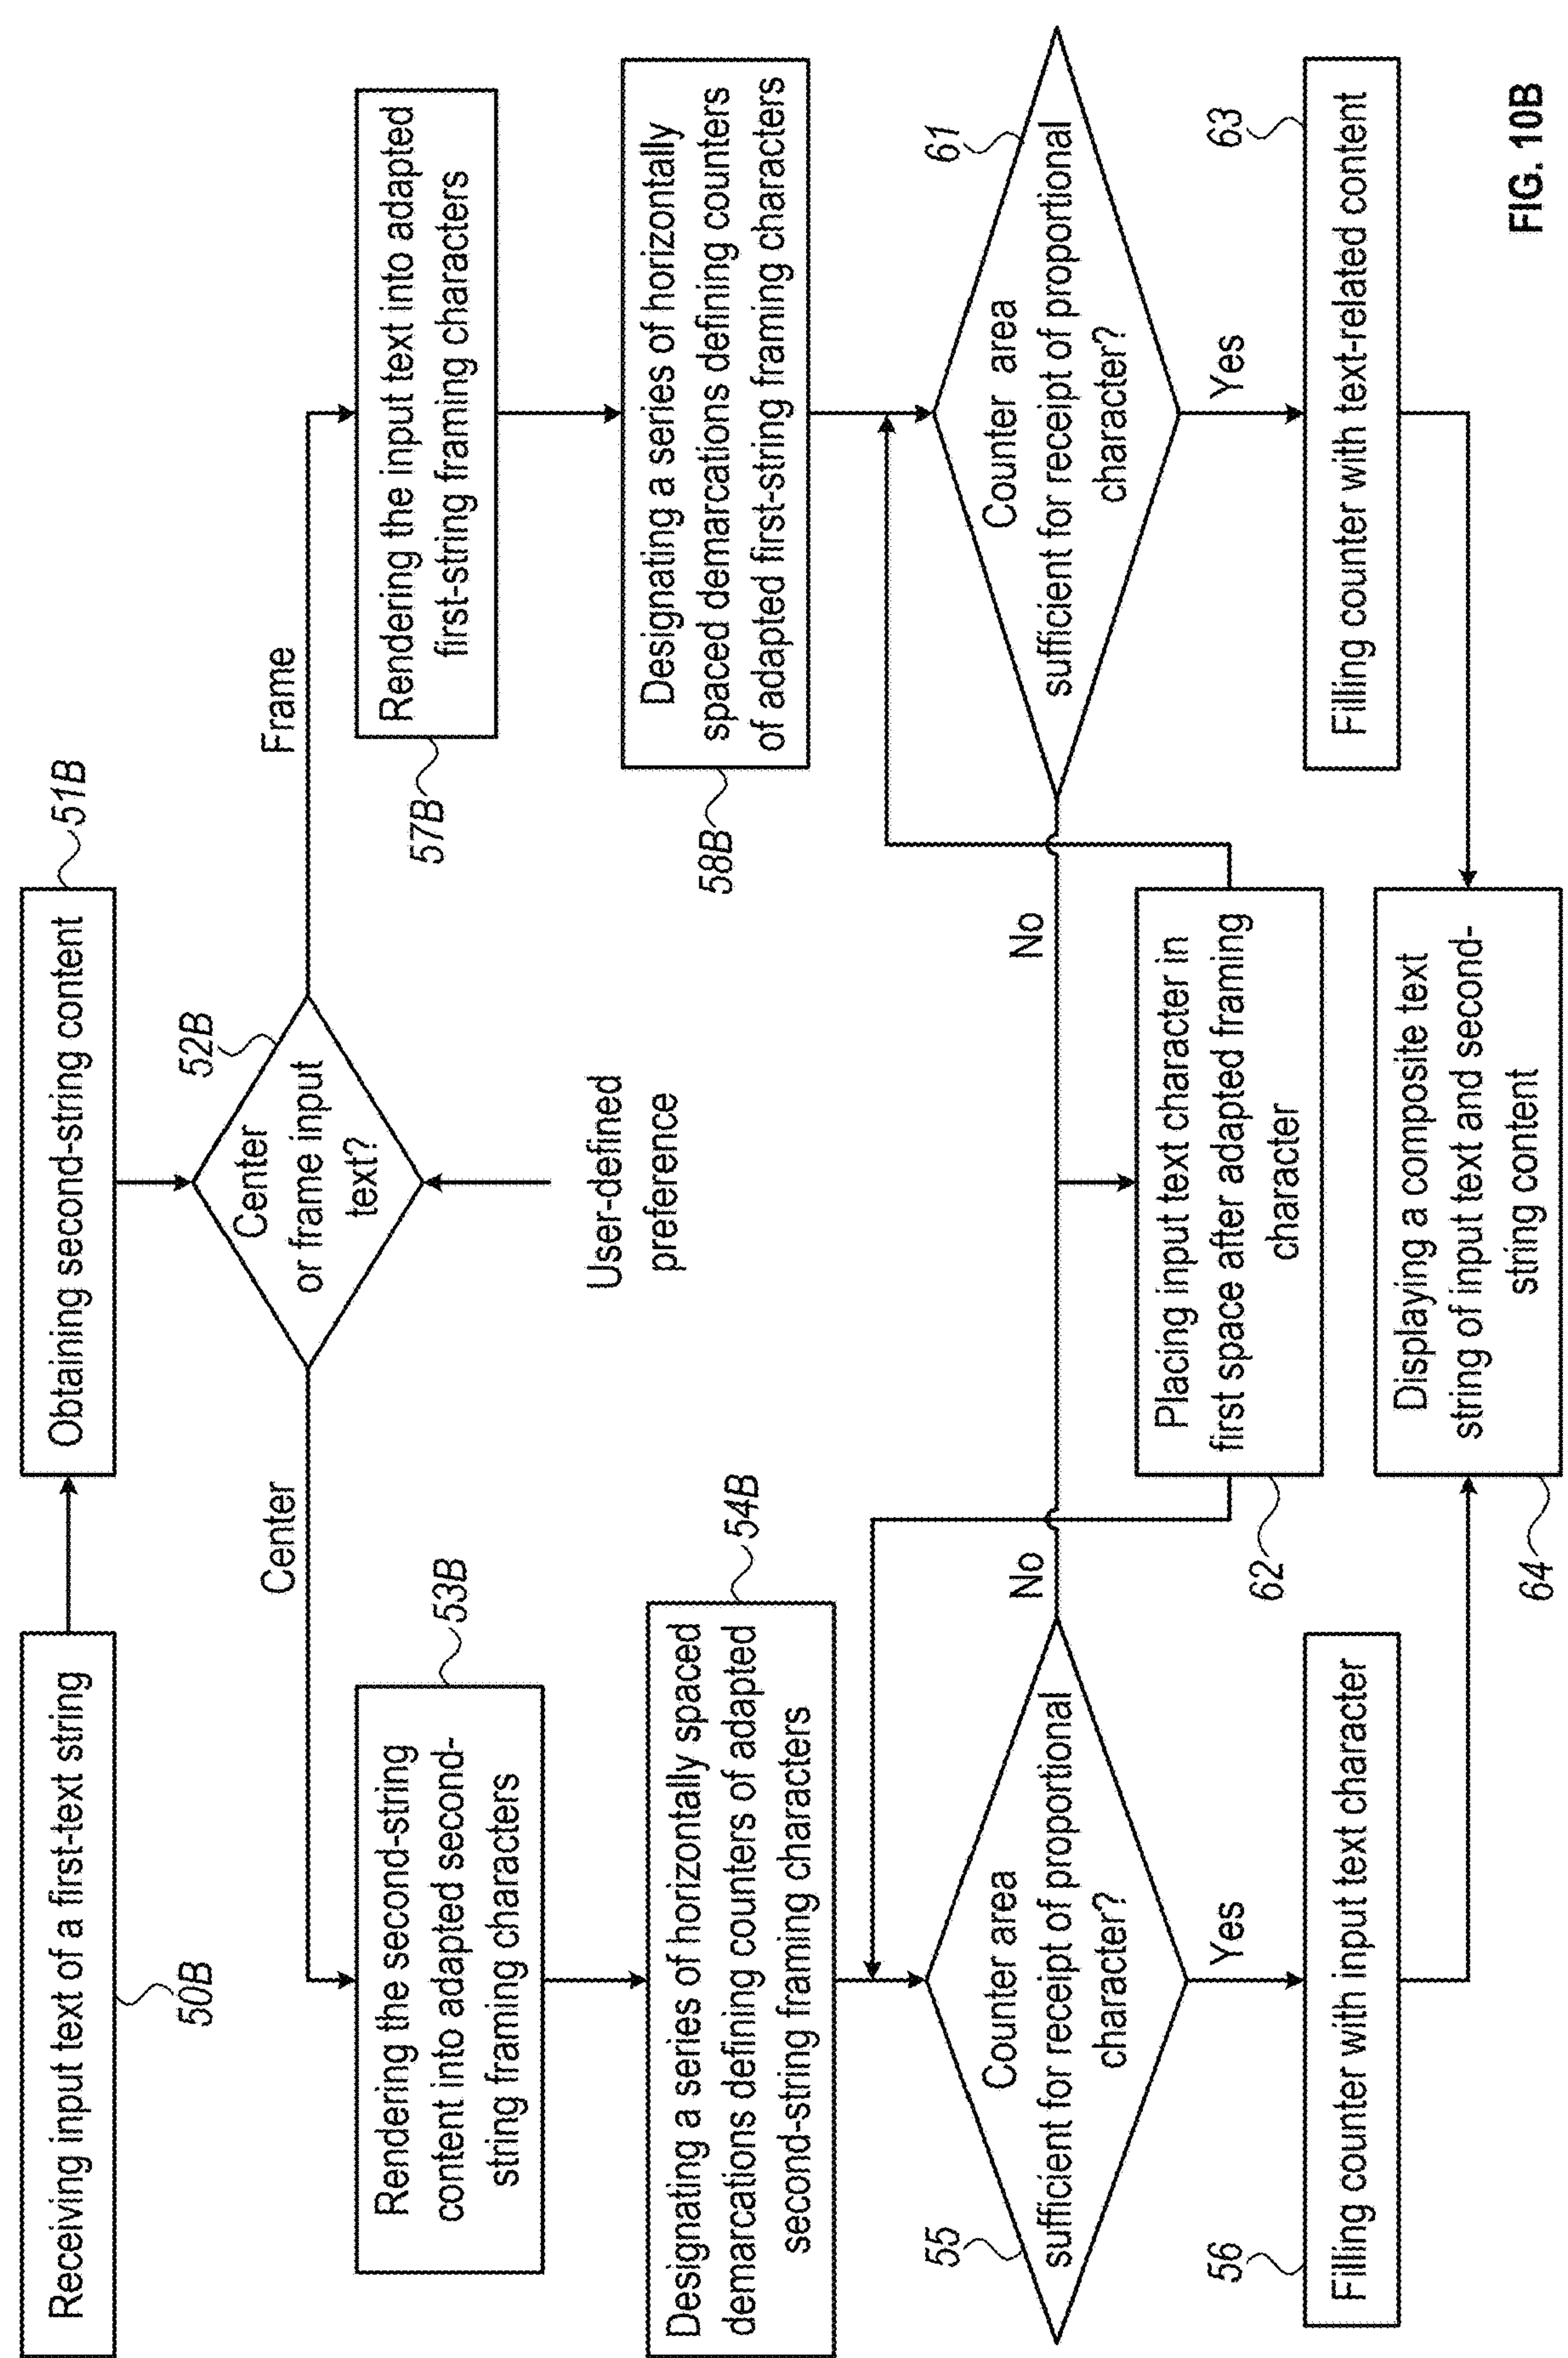 Receiving input text of a first-text string
50B
Obtaining second-string content
51B
Center
or frame input
text?
52B
User-defined
preference
Center
Frame
Rendering the second-string
content into adapted second-
string framing characters
53B
Rendering the input text into adapted
first-string framing characters
57B
Designating a series of horizontally spaced
demarcations defining counters of adapted
second-string framing characters
54B
Designating a series of horizontally
spaced demarcations defining counters
of adapted first-string framing characters
58B
Counter area
sufficient for receipt of proportional
character?
55
No
Yes
Counter area
sufficient for receipt of proportional
character?
61
No
Yes
Placing input text character in
first space after adapted framing
character
62
Filling counter with input text character
56
Filling counter with text-related content
63
Displaying a composite text
string of input text and second-
string content
64
FIG. 10B